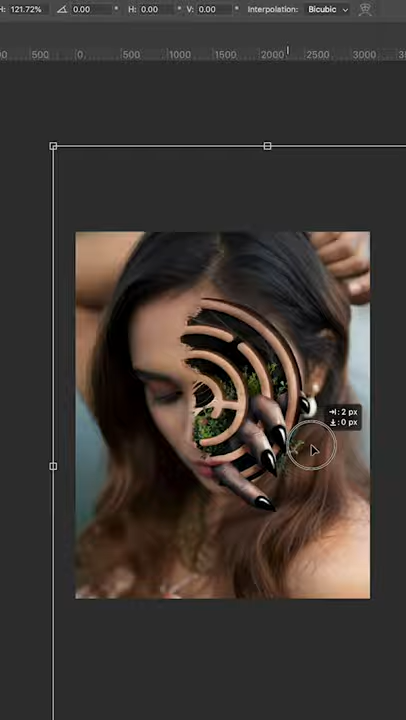 H: 121.72% 0.00 ° H: 0.00 ° V: 0.00 ° Interpolation: Bicubic
500 0 500 1000 1500 2000 2500 3000
: 2 px
: 0 px